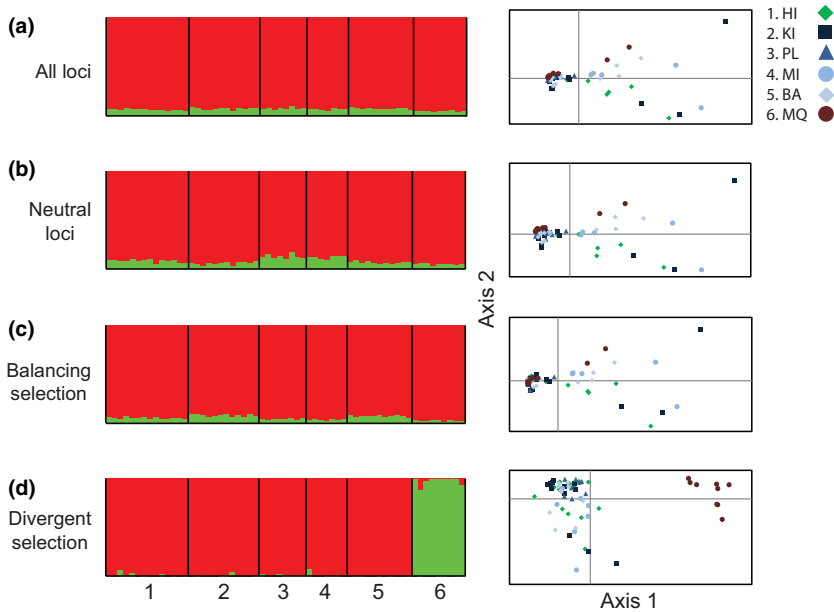 (a)
All loci
1. HI
2. KI
3. PL
4. MI
5. BA
6. MQ
(b)
Neutral
loci
Axis 2
(c)
Balancing
selection
(d)
Divergent
selection
1 2 3 4 5 6
Axis 1